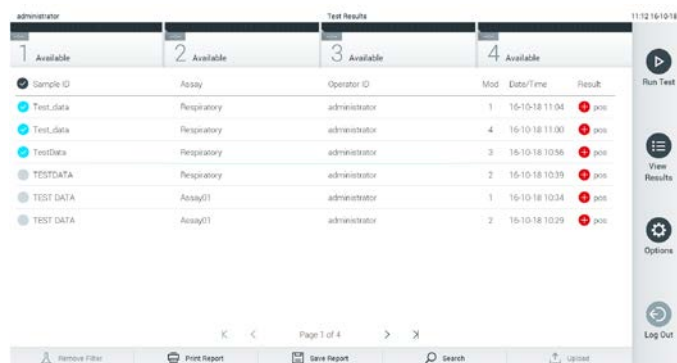 administrator Test Results 11:12 16-10-18
1 Available 2 Available 3 Available 4 Available
Run Test
Sample ID Assay Operator ID Mod Date/Time Result
Test_data Respiratory administrator 1 16-10-18 11:04 pos
Test_data Respiratory administrator 4 16-10-18 11:00 pos
TestData Respiratory administrator 3 16-10-18 10:56 pos
TESTDATA Respiratory administrator 2 16-10-18 10:39 pos
TEST DATA Assay01 administrator 1 16-10-18 10:34 pos
TEST DATA Assay01 administrator 2 16-10-18 10:29 pos
View
Results
Options
Log Out
Page 1 of 4
Remove Filter Print Report Save Report Search Upload